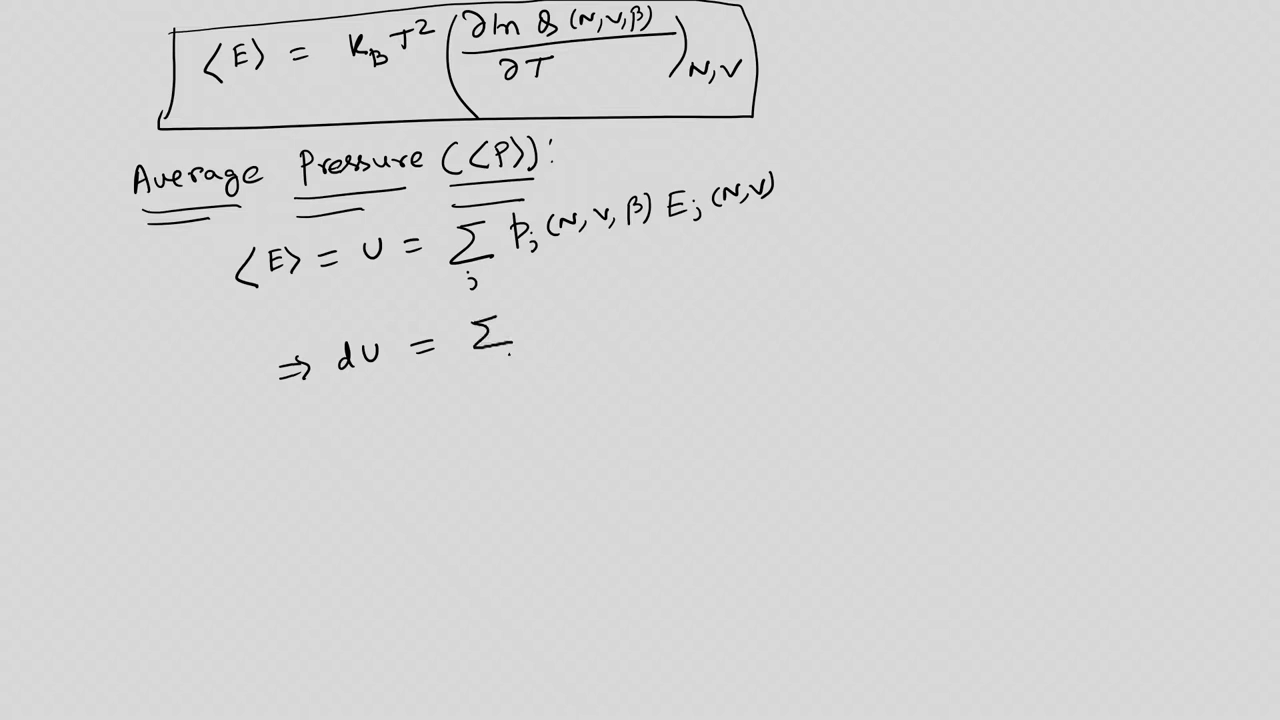 ⟨E⟩ = k_B T² (∂ln Q (N,V,β) / ∂T)_{N,V}
Average Pressure (⟨P⟩):
⟨E⟩ = U = Σ_j p_j (N, V, β) E_j (N,V)
⇒ dU = Σ